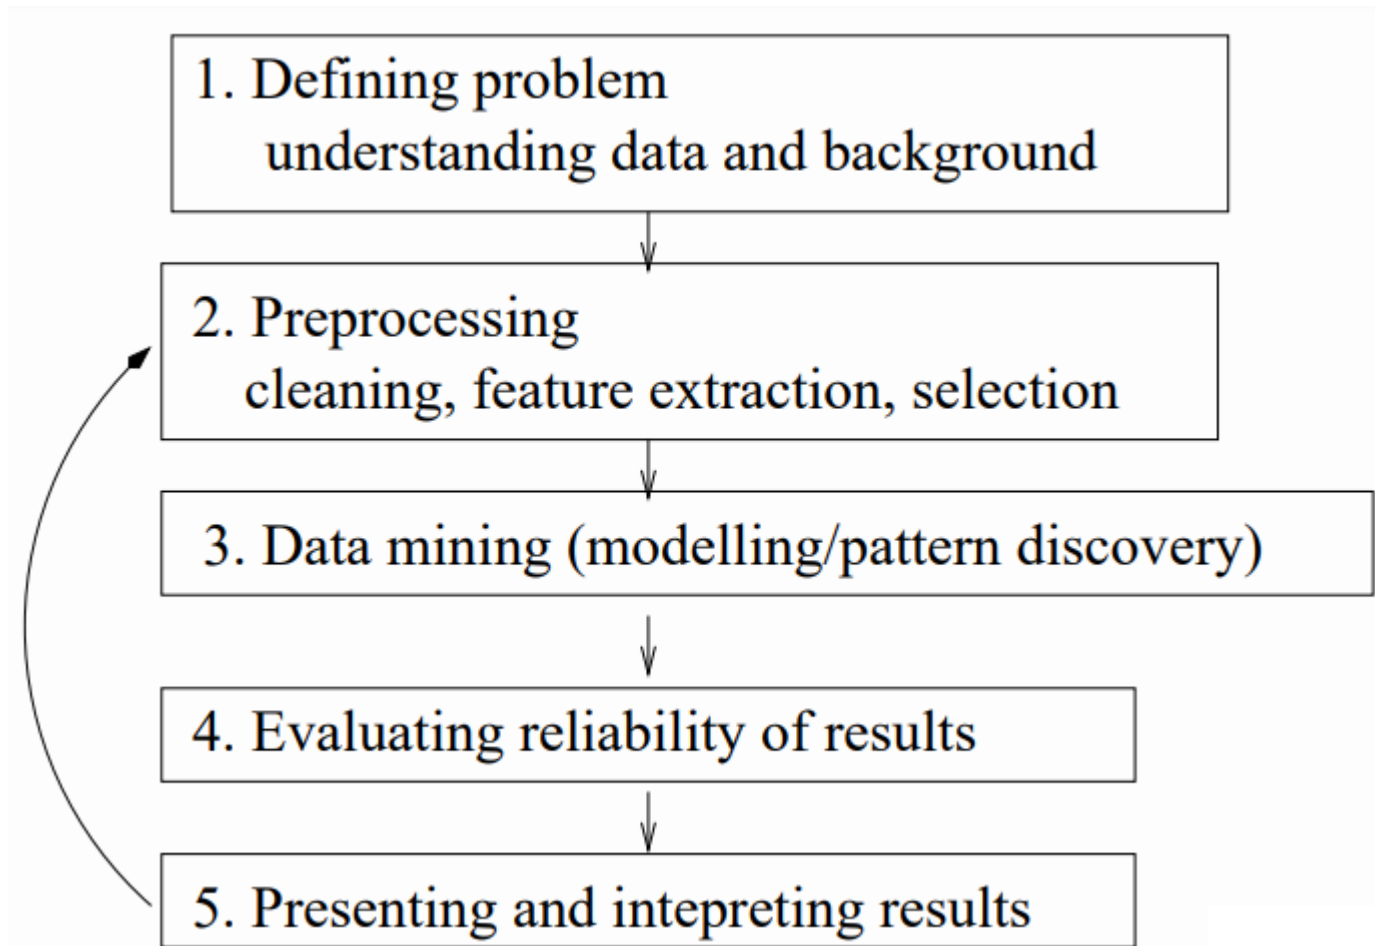 1. Defining problem
understanding data and background
2. Preprocessing
cleaning, feature extraction, selection
3. Data mining (modelling/pattern discovery)
4. Evaluating reliability of results
5. Presenting and intepreting results